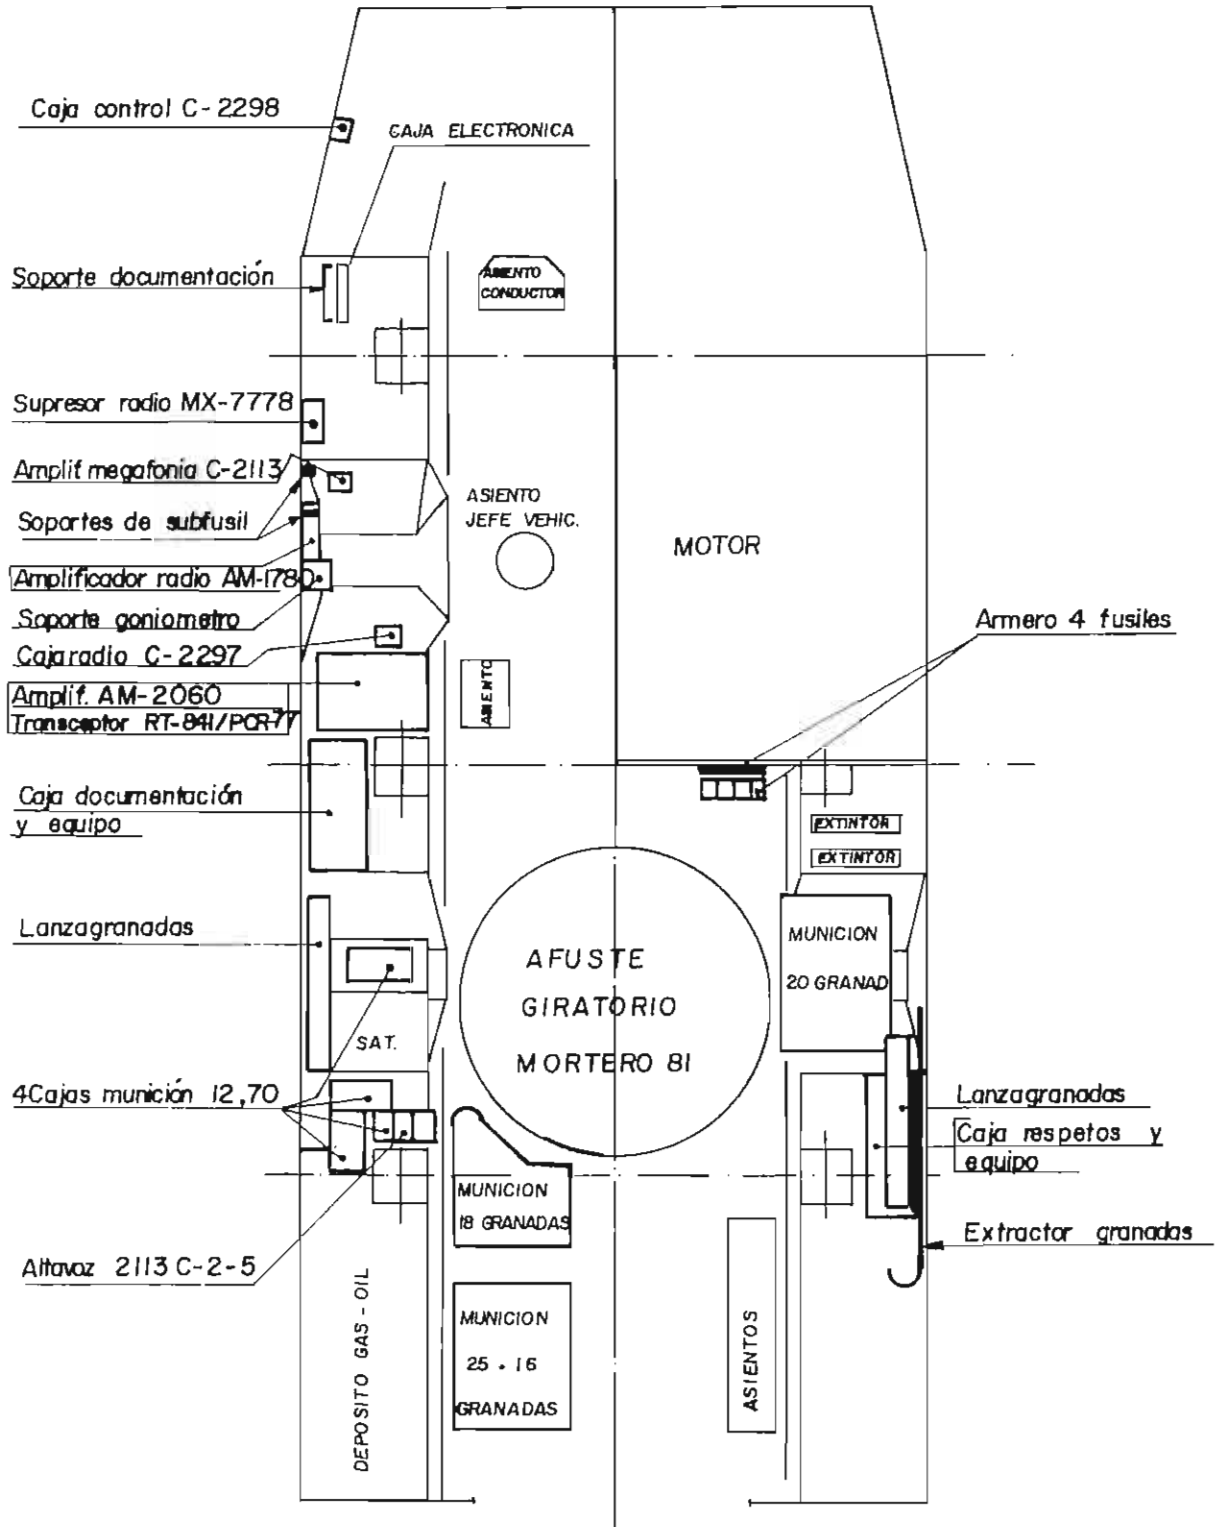 Caja control C-2298
CAJA ELECTRONICA
Soporte documentación
ASIENTO
CONDUCTOR
Supresor radio MX-7778
Amplif megafonia C-2113
Soportes de subfusil
ASIENTO
JEFE VEHIC.
MOTOR
Amplificador radio AM-1780
Soporte goniometro
Caja radio C-2297
Armero 4 fusiles
Amplif. AM-2060
Transceptor RT-841/PCR77
ASIENTO
Caja documentación
y equipo
EXTINTOR
EXTINTOR
Lanzagranadas
AFUSTE
GIRATORIO
MORTERO 81
MUNICION
20 GRANAD
SAT.
4Cajas munición 12,70
Lanzagranadas
Caja respetos y
equipo
MUNICION
18 GRANADAS
Extractor granadas
Altavoz 2113 C-2-5
DEPOSITO GAS-OIL
MUNICION
25 . 16
GRANADAS
ASIENTOS